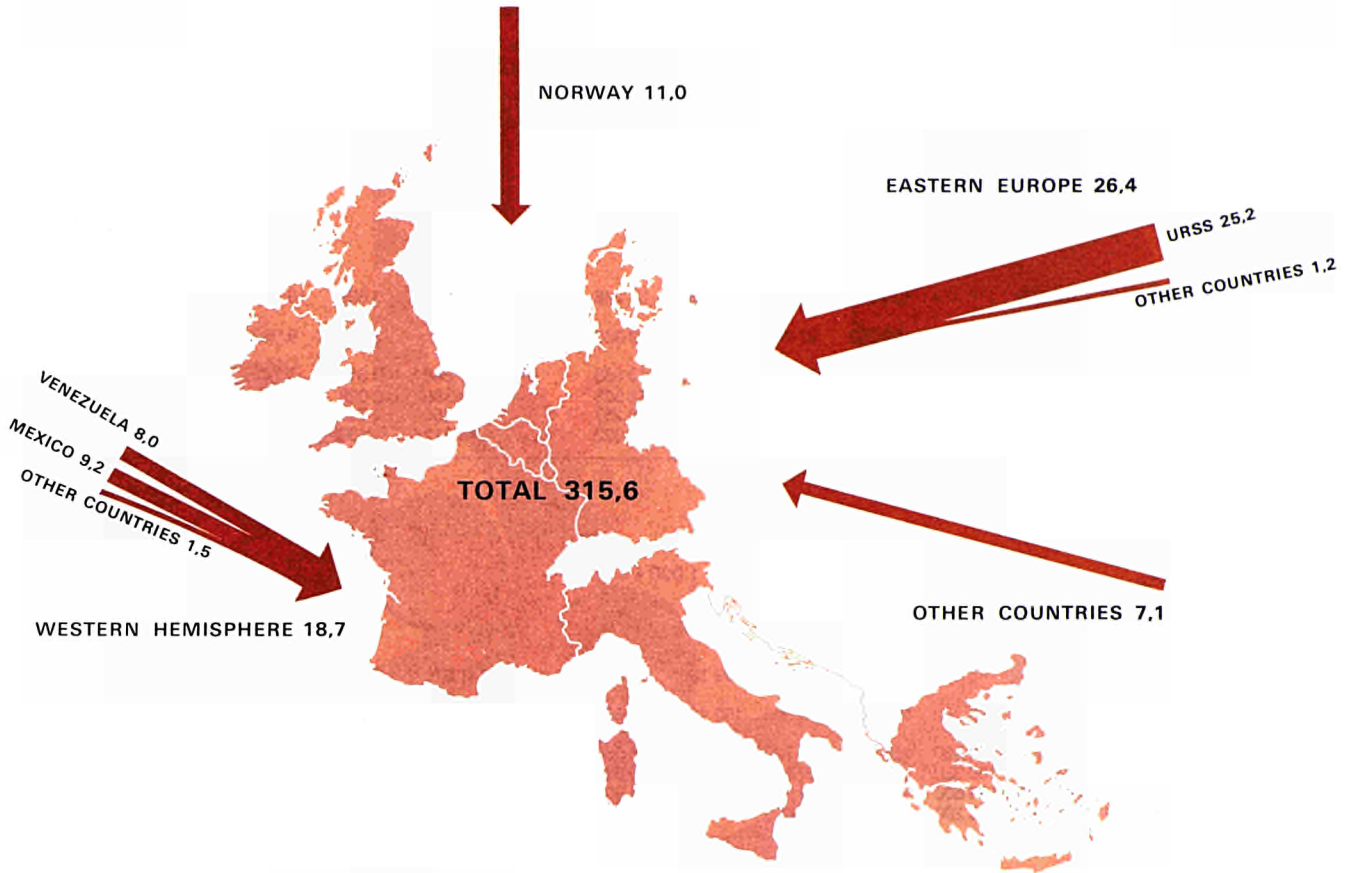 NORWAY 11,0
EASTERN EUROPE 26,4
URSS 25,2
OTHER COUNTRIES 1,2
VENEZUELA 8,0
MEXICO 9,2
OTHER COUNTRIES 1,5
TOTAL 315,6
OTHER COUNTRIES 7,1
WESTERN HEMISPHERE 18,7